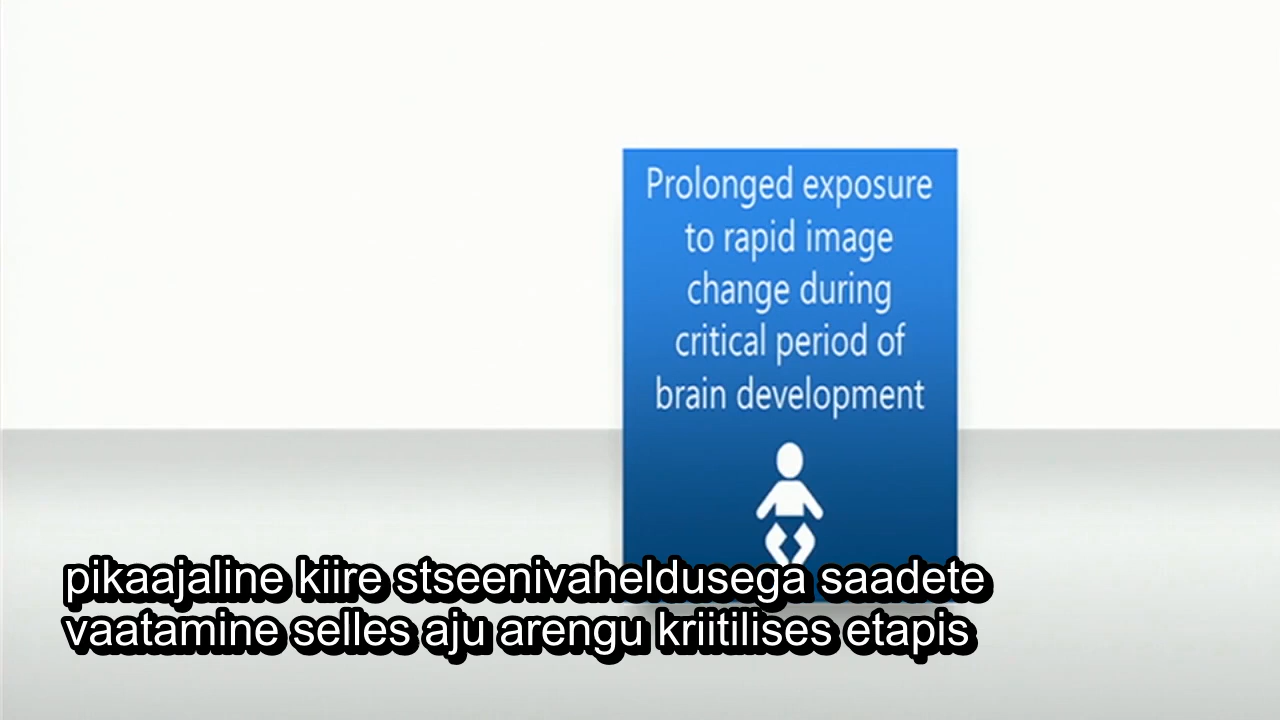 Prolonged exposure
to rapid image
change during
critical period of
brain development
pikaajaline kiire stseenivaheldusega saadete
vaatamine selles aju arengu kriitilises etapis